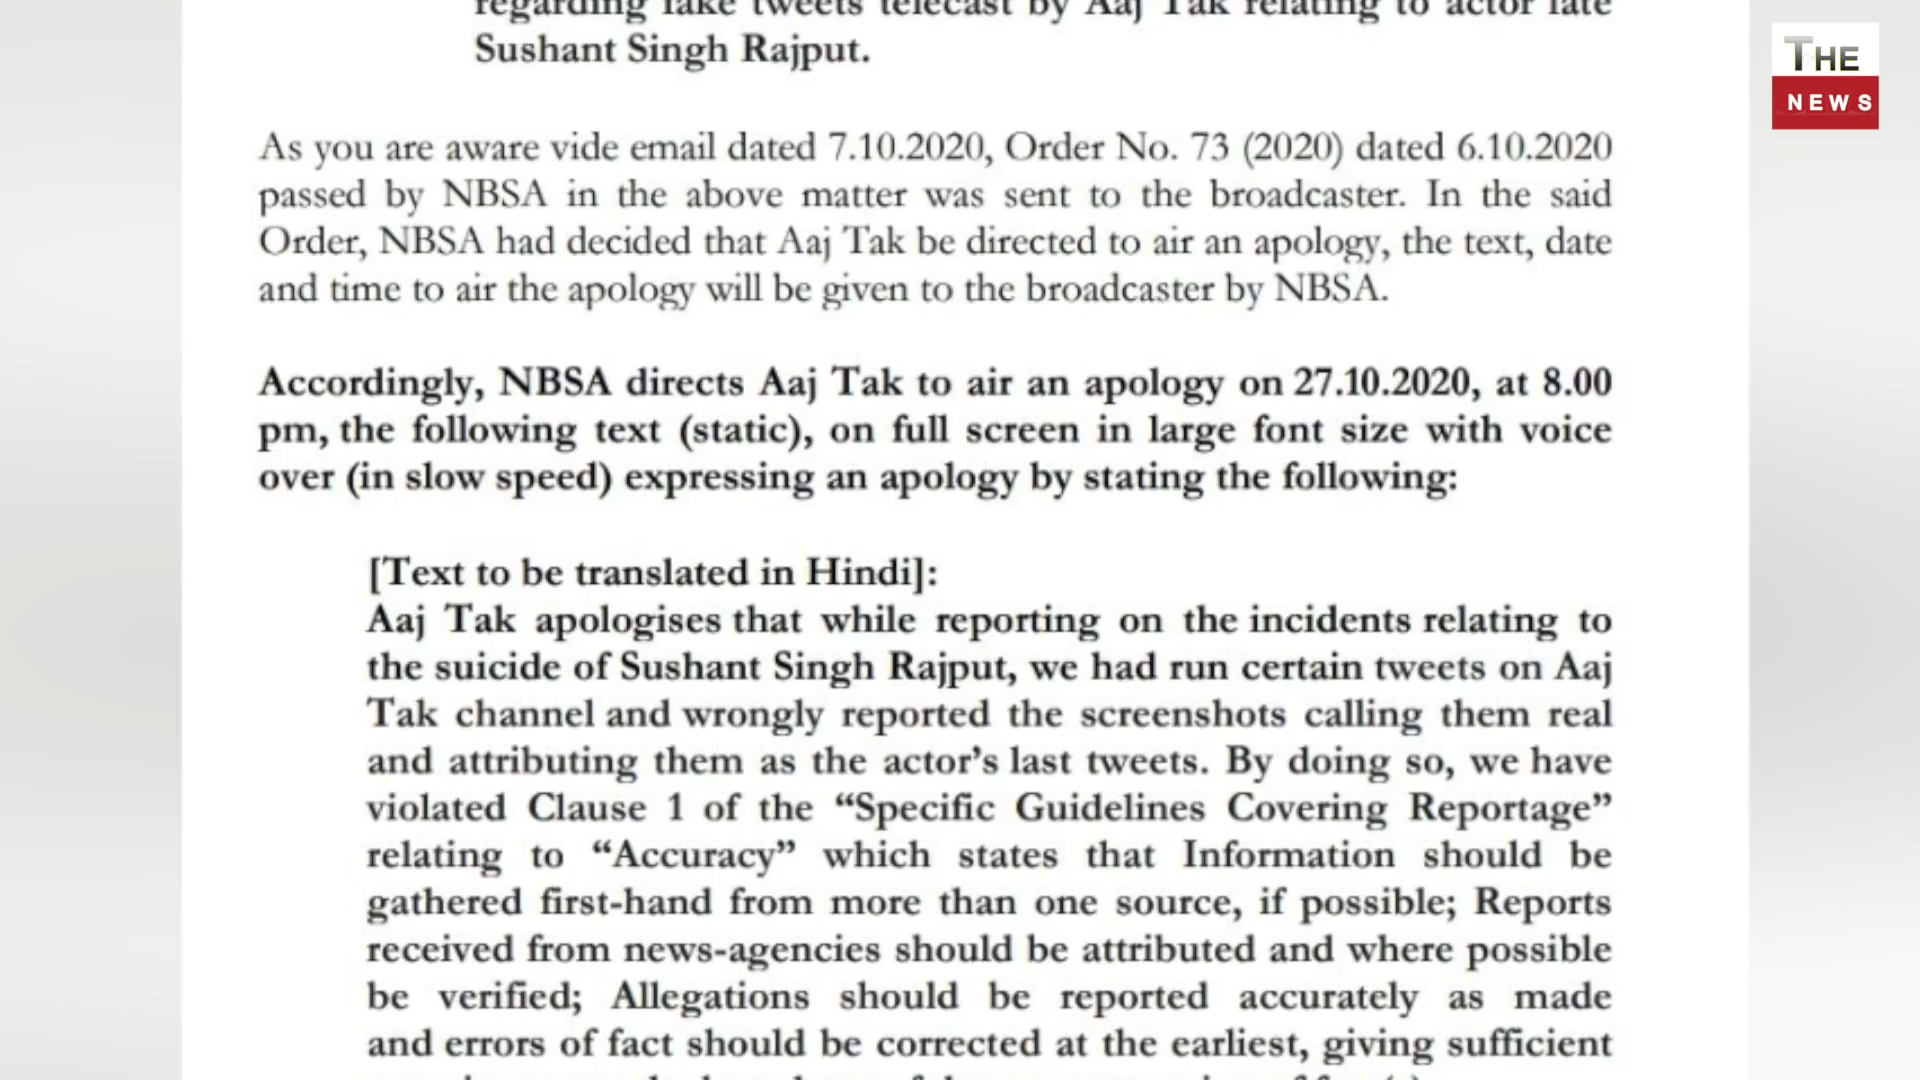 regarding fake tweets telecast by Aaj Tak relating to actor late
Sushant Singh Rajput.
THE
NEWS
As you are aware vide email dated 7.10.2020, Order No. 73 (2020) dated 6.10.2020
passed by NBSA in the above matter was sent to the broadcaster. In the said
Order, NBSA had decided that Aaj Tak be directed to air an apology, the text, date
and time to air the apology will be given to the broadcaster by NBSA.
Accordingly, NBSA directs Aaj Tak to air an apology on 27.10.2020, at 8.00
pm, the following text (static), on full screen in large font size with voice
over (in slow speed) expressing an apology by stating the following:
[Text to be translated in Hindi]:
Aaj Tak apologises that while reporting on the incidents relating to
the suicide of Sushant Singh Rajput, we had run certain tweets on Aaj
Tak channel and wrongly reported the screenshots calling them real
and attributing them as the actor's last tweets. By doing so, we have
violated Clause 1 of the “Specific Guidelines Covering Reportage”
relating to “Accuracy” which states that Information should be
gathered first-hand from more than one source, if possible; Reports
received from news-agencies should be attributed and where possible
be verified; Allegations should be reported accurately as made
and errors of fact should be corrected at the earliest, giving sufficient